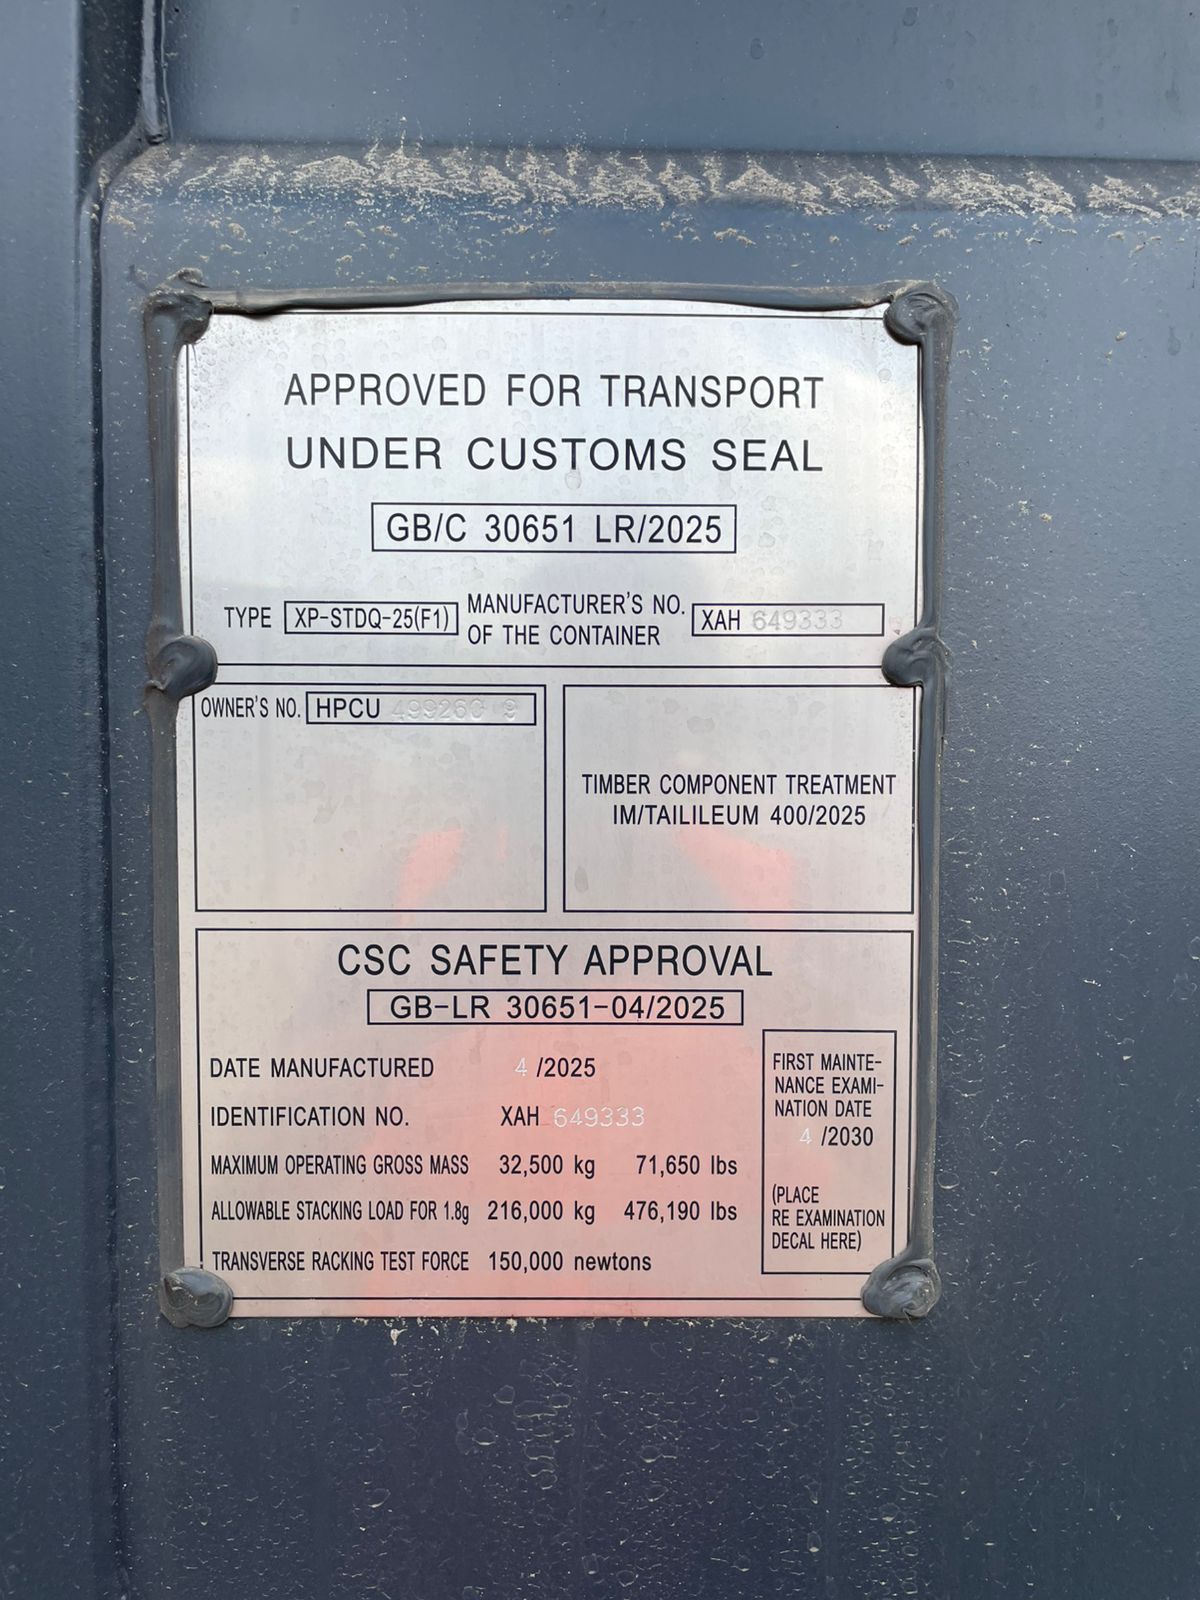 APPROVED FOR TRANSPORT
UNDER CUSTOMS SEAL
GB/C 30651 LR/2025
TYPE XP-STDQ-25(F1)
MANUFACTURER'S NO.
OF THE CONTAINER
XAH 649333
OWNER'S NO. HPCU 499260 9
TIMBER COMPONENT TREATMENT
IM/TAILILEUM 400/2025
CSC SAFETY APPROVAL
GB-LR 30651-04/2025
DATE MANUFACTURED 4 /2025
IDENTIFICATION NO. XAH 649333
MAXIMUM OPERATING GROSS MASS 32,500 kg 71,650 lbs
ALLOWABLE STACKING LOAD FOR 1.8g 216,000 kg 476,190 lbs
TRANSVERSE RACKING TEST FORCE 150,000 newtons
FIRST MAINTE-
NANCE EXAMI-
NATION DATE
4 /2030
(PLACE
RE EXAMINATION
DECAL HERE)